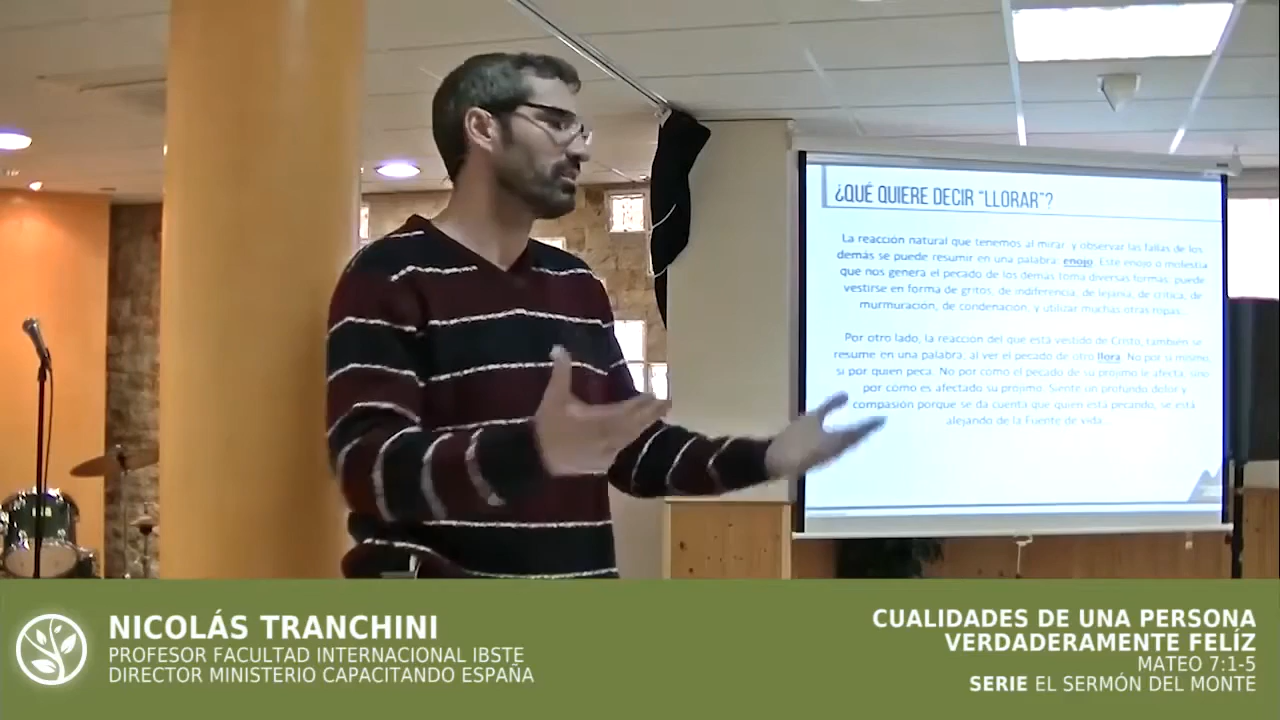 ¿QUÉ QUIERE DECIR "LLORAR"?
La reacción natural que tenemos al mirar y observar las fallas de los
demás se puede resumir en una palabra: enojo. Este enojo o molestia
que nos genera el pecado de los demás toma diversas formas: puede
vestirse en forma de gritos, de indiferencia, de lejanía, de crítica, de
murmuración, de condenación, y utilizar muchas otras ropas...
Por otro lado, la reacción del que está vestido de Cristo, también se
resume en una palabra, al ver el pecado de otro llora. No por si mismo,
si por quien peca. No por como el pecado de su prójimo le afecta, sino
por cómo es afectado su prójimo. Siente un profundo dolor y
compasión porque se da cuenta que quien está pecando, se está
alejando de la Fuente de vida...
NICOLÁS TRANCHINI
PROFESOR FACULTAD INTERNACIONAL IBSTE
DIRECTOR MINISTERIO CAPACITANDO ESPAÑA
CUALIDADES DE UNA PERSONA
VERDADERAMENTE FELÍZ
MATEO 7:1-5
SERIE EL SERMÓN DEL MONTE